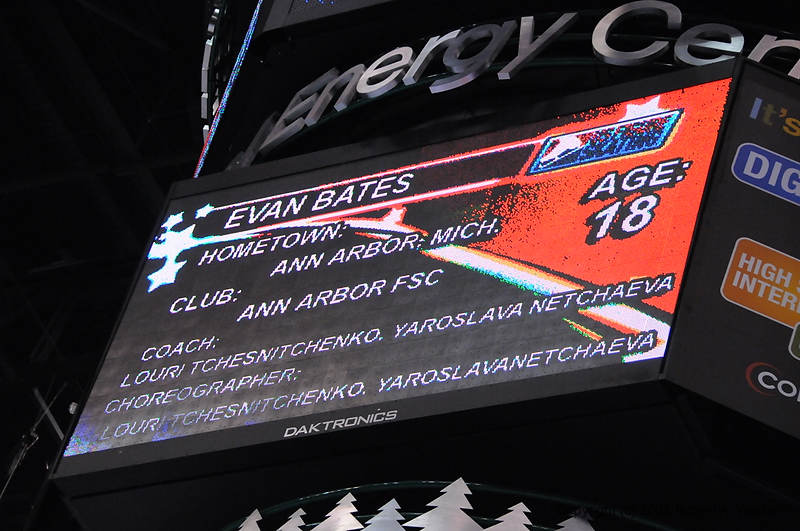 Energy Cen
EVAN BATES
AGE:
18
HOMETOWN:
ANN ARBOR, MICH.
CLUB:
ANN ARBOR FSC
COACH:
LOURI TCHESNITCHENKO, YAROSLAVA NETCHAEVA
CHOREOGRAPHER:
LOURI TCHESNITCHENKO, YAROSLAVANETCHAEVA
DAKTRONICS
It's
DIG
HIGH
INTER
CO